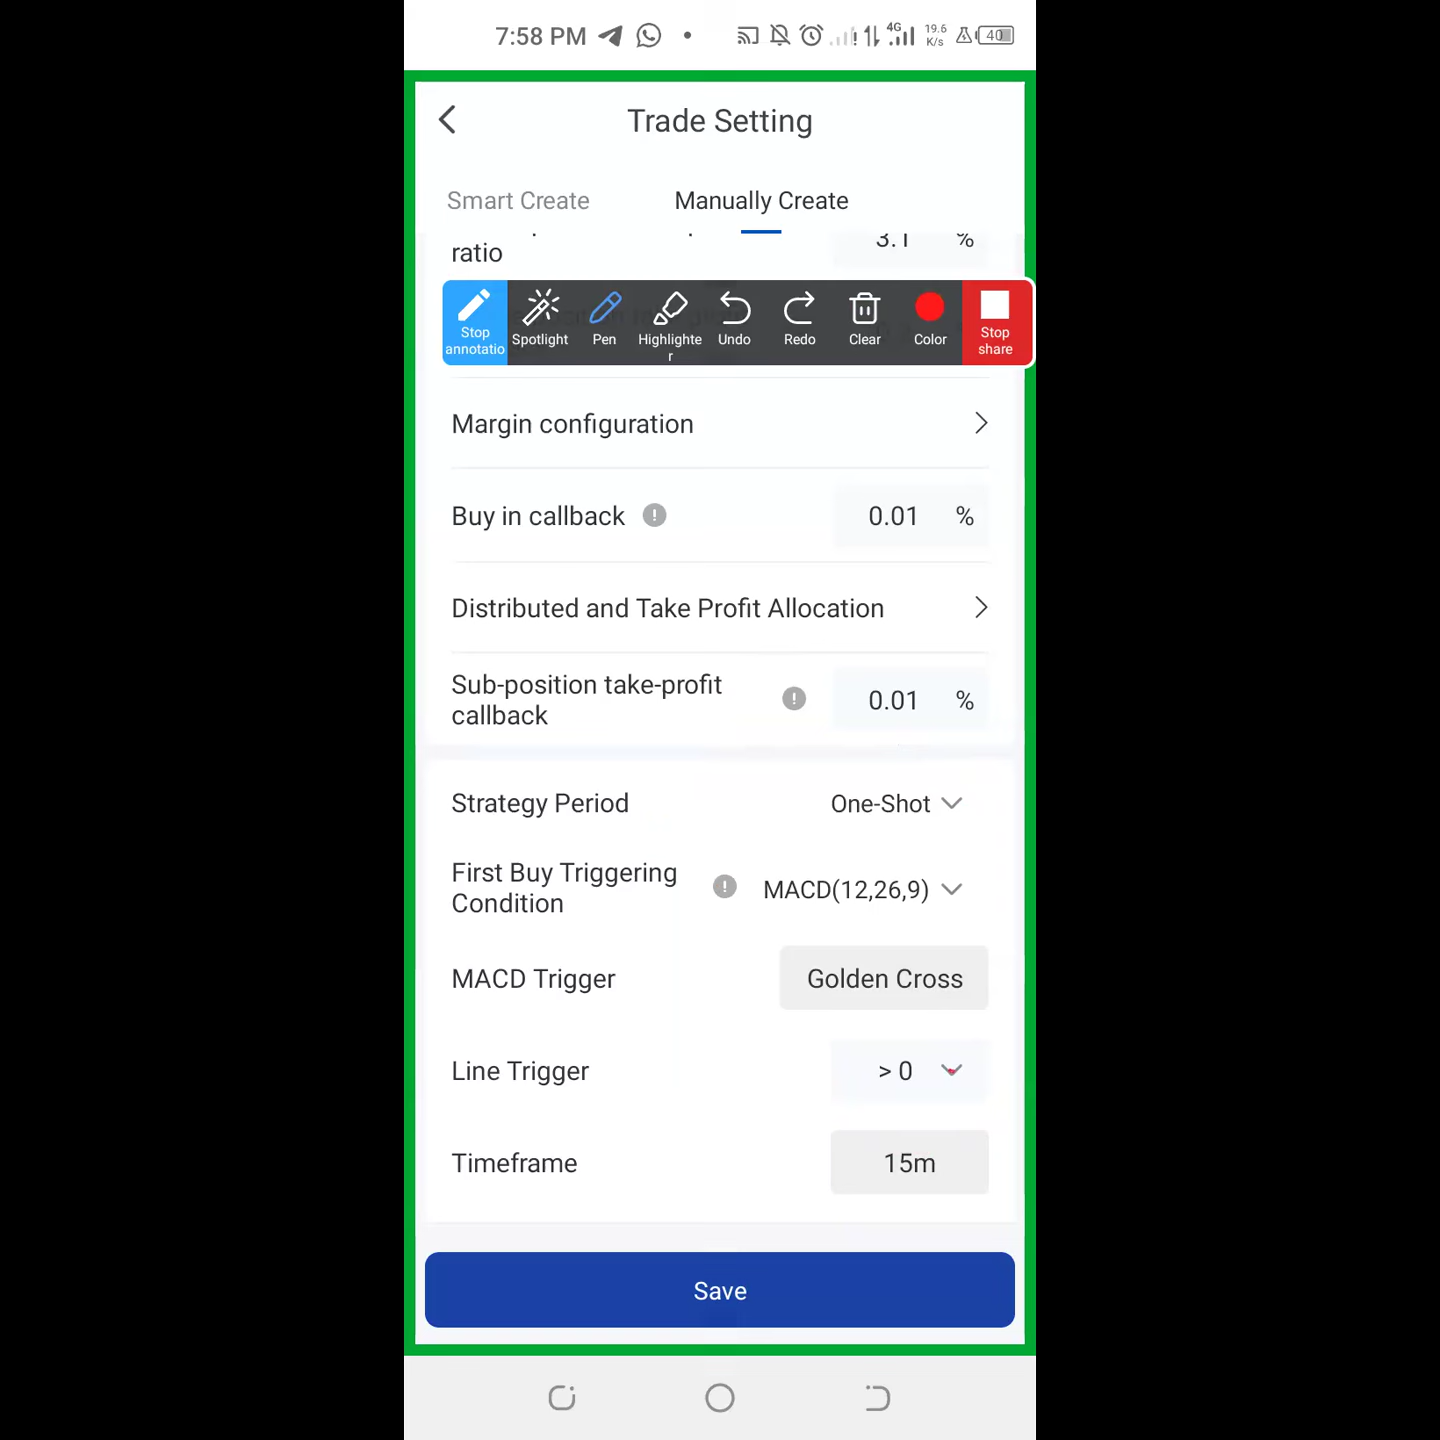 7:58 PM
4G
19.6
K/s
40
Trade Setting
Smart Create
Manually Create
ratio
3.1 %
Stop
annotatio
Spotlight
Pen
Highlighte
r
Undo
Redo
Clear
Color
Stop
share
Margin configuration
Buy in callback
0.01 %
Distributed and Take Profit Allocation
Sub-position take-profit
callback
0.01 %
Strategy Period
One-Shot
First Buy Triggering
Condition
MACD(12,26,9)
MACD Trigger
Golden Cross
Line Trigger
> 0
Timeframe
15m
Save